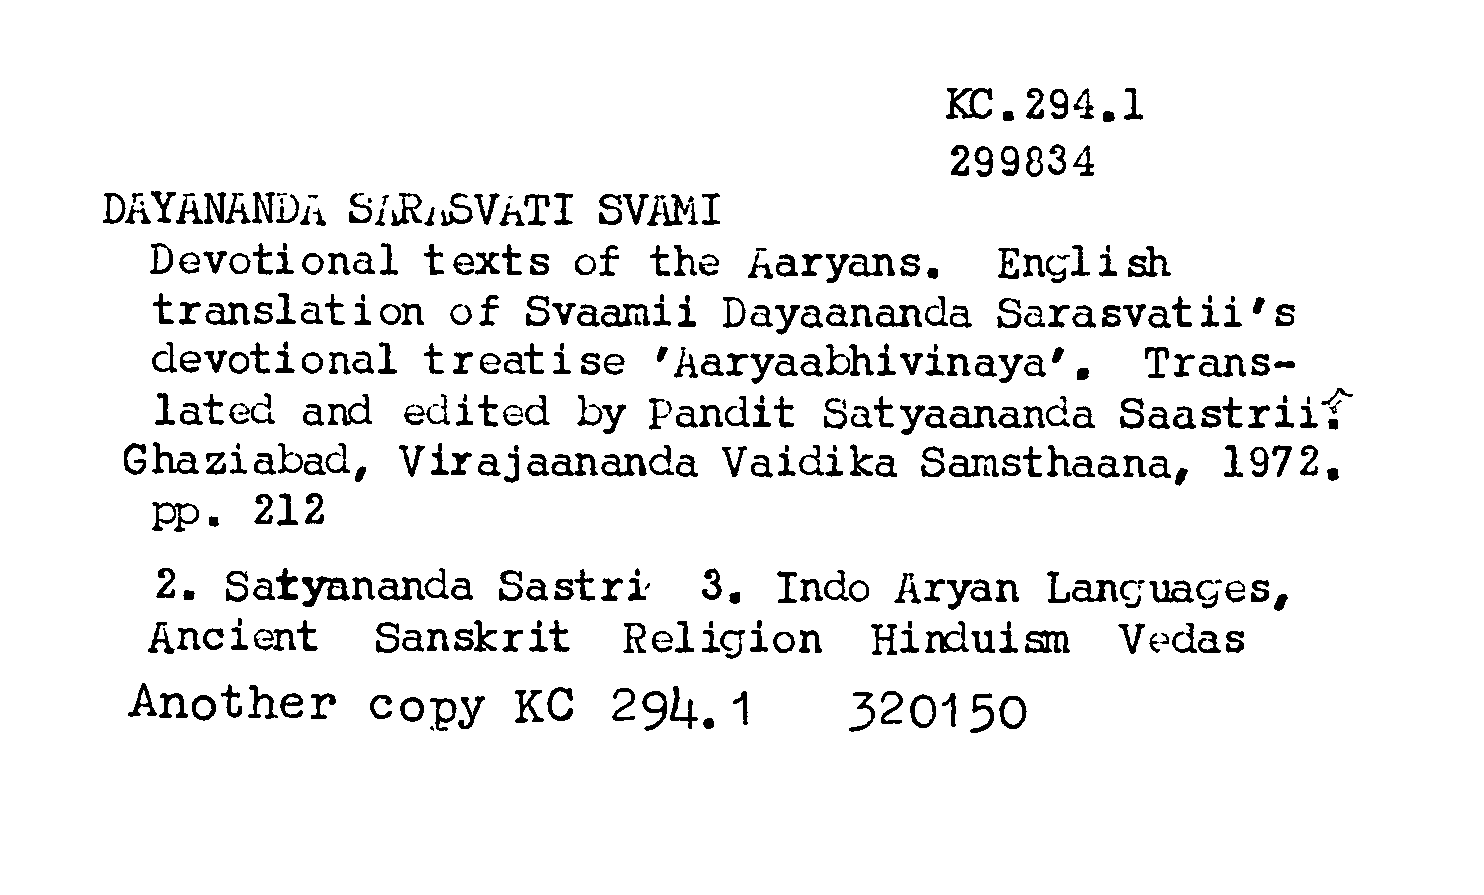 KC.294.1
299834
DAYANANDA SARASVATI SVAMI
Devotional texts of the Aaryans. English
translation of Svaamii Dayaananda Sarasvatii's
devotional treatise 'Aaryaabhivinaya'. Trans-
lated and edited by Pandit Satyaananda Saastrii.
Ghaziabad, Virajaananda Vaidika Samsthaana, 1972.
pp. 212
2. Satyananda Sastri 3. Indo Aryan Languages,
Ancient Sanskrit Religion Hinduism Vedas
Another copy KC 294.1 320150